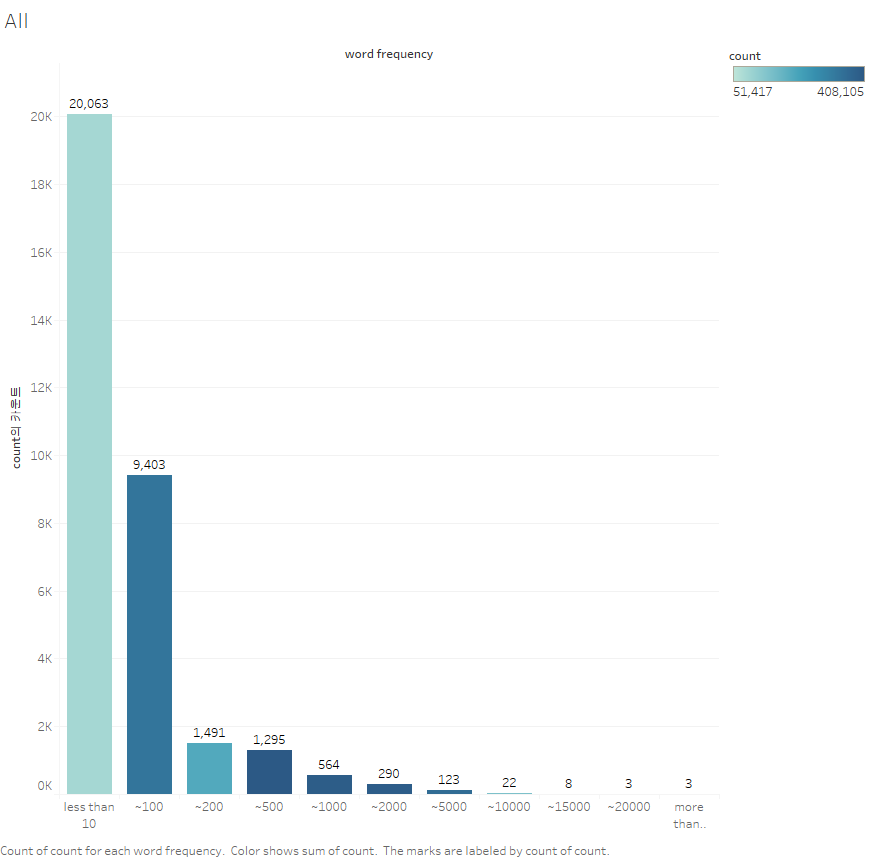 All
word frequency
count
51,417 408,105
20,063
20K
18K
16K
14K
12K
count의 카운트
10K
9,403
8K
6K
4K
2K
1,491
1,295
564
290
123
22
8
3
3
0K
less than ~100 ~200 ~500 ~1000 ~2000 ~5000 ~10000 ~15000 ~20000 more
10 than..
Count of count for each word frequency. Color shows sum of count. The marks are labeled by count of count.